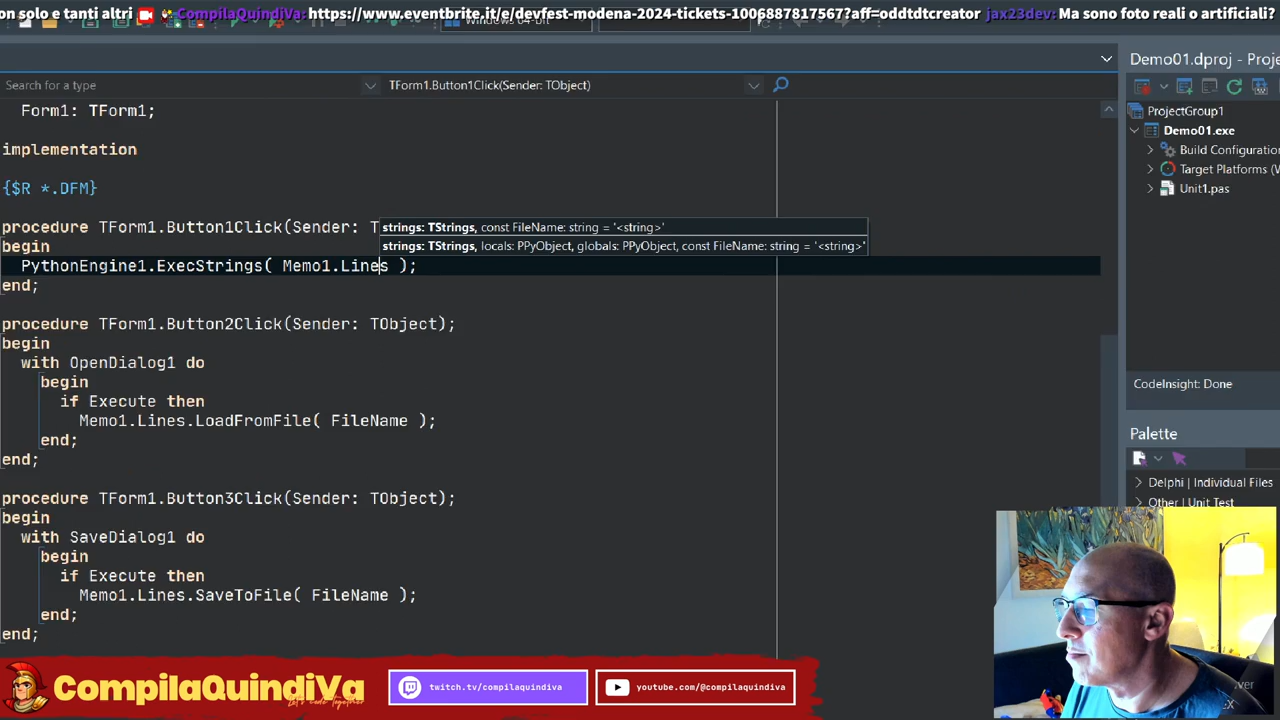 on solo e tanti altri CompilaQuindiVa: https://www.eventbrite.it/e/devfest-modena-2024-tickets-1006887817567?aff=oddtdtcreator jax23dev: Ma sono foto reali o artificiali?
Demo01.dproj - Proje
Search for a type
TForm1.Button1Click(Sender: TObject)
ProjectGroup1
Demo01.exe
Build Configuratio
Target Platforms (W
Unit1.pas
Form1: TForm1;
implementation
{$R *.DFM}
procedure TForm1.Button1Click(Sender: T
strings: TStrings, const FileName: string = '<string>'
strings: TStrings, locals: PPyObject, globals: PPyObject, const FileName: string = '<string>'
begin
PythonEngine1.ExecStrings( Memo1.Lines );
end;
procedure TForm1.Button2Click(Sender: TObject);
begin
with OpenDialog1 do
begin
if Execute then
Memo1.Lines.LoadFromFile( FileName );
end;
end;
procedure TForm1.Button3Click(Sender: TObject);
begin
with SaveDialog1 do
begin
if Execute then
Memo1.Lines.SaveToFile( FileName );
end;
end;
CodeInsight: Done
Palette
Delphi | Individual Files
Other | Unit Test
CompilaQuindiVa
Let's Code Together
twitch.tv/compilaquindiva
youtube.com/@compilaquindiva